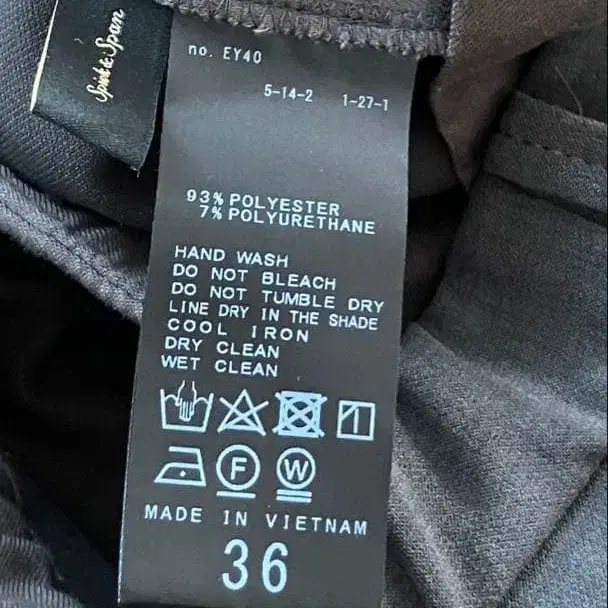 Spick & Span
no. EY40
5-14-2 1-27-1
93% POLYESTER
7% POLYURETHANE
HAND WASH
DO NOT BLEACH
DO NOT TUMBLE DRY
LINE DRY IN THE SHADE
COOL IRON
DRY CLEAN
WET CLEAN
F W
MADE IN VIETNAM
36